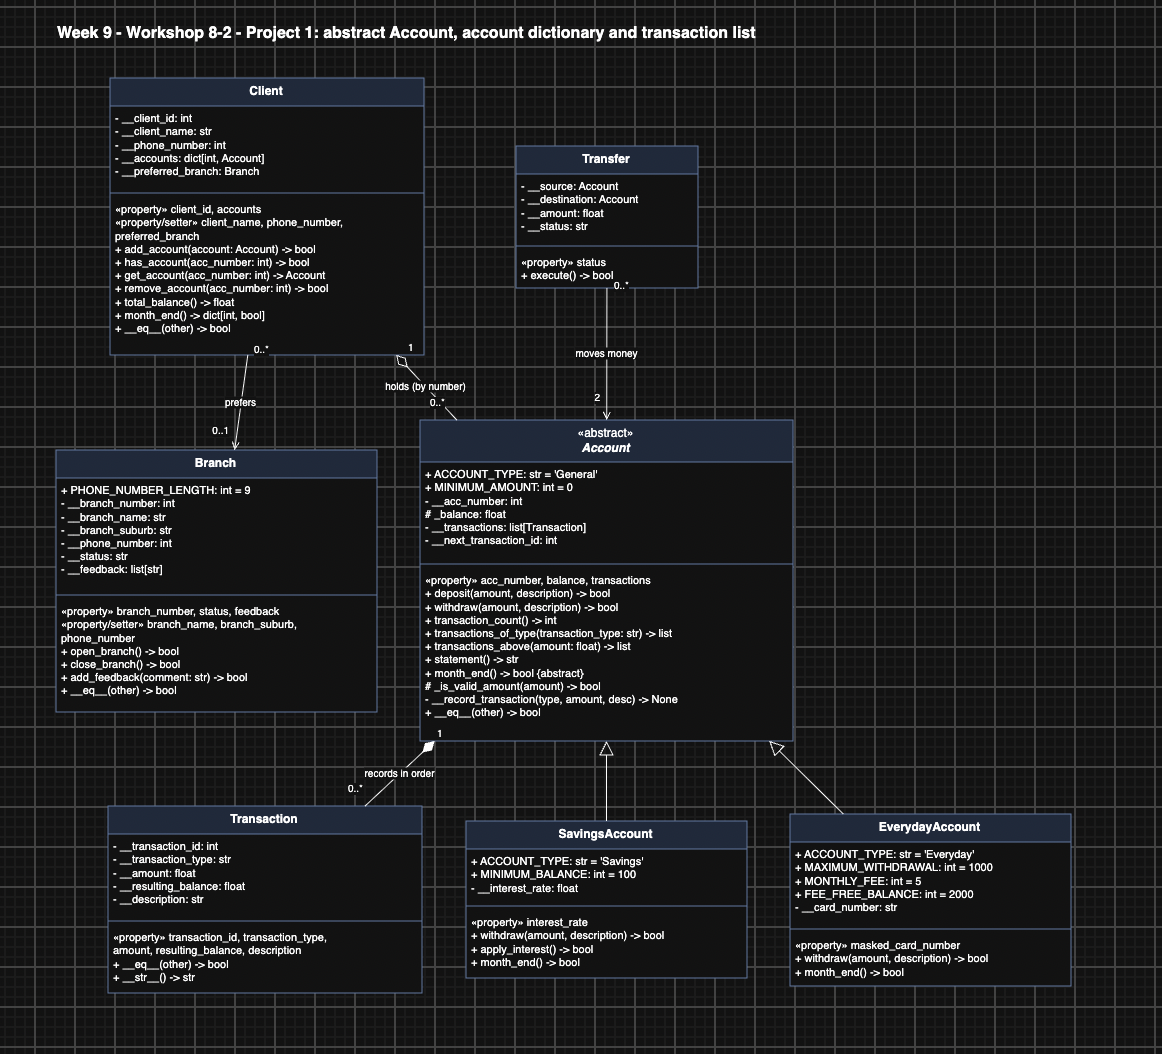 Week 9 - Workshop 8-2 - Project 1: abstract Account, account dictionary and transaction list
Client
- __client_id: int
- __client_name: str
- __phone_number: int
- __accounts: dict[int, Account]
- __preferred_branch: Branch
«property» client_id, accounts
«property/setter» client_name, phone_number,
preferred_branch
+ add_account(account: Account) -> bool
+ has_account(acc_number: int) -> bool
+ get_account(acc_number: int) -> Account
+ remove_account(acc_number: int) -> bool
+ total_balance() -> float
+ month_end() -> dict[int, bool]
+ __eq__(other) -> bool
Transfer
- __source: Account
- __destination: Account
- __amount: float
- __status: str
«property» status
+ execute() -> bool
0..*
moves money
2
0..*
prefers
0..1
1
holds (by number)
0..*
Branch
+ PHONE_NUMBER_LENGTH: int = 9
- __branch_number: int
- __branch_name: str
- __branch_suburb: str
- __phone_number: int
- __status: str
- __feedback: list[str]
«property» branch_number, status, feedback
«property/setter» branch_name, branch_suburb,
phone_number
+ open_branch() -> bool
+ close_branch() -> bool
+ add_feedback(comment: str) -> bool
+ __eq__(other) -> bool
«abstract»
Account
+ ACCOUNT_TYPE: str = 'General'
+ MINIMUM_AMOUNT: int = 0
- __acc_number: int
# _balance: float
- __transactions: list[Transaction]
- __next_transaction_id: int
«property» acc_number, balance, transactions
+ deposit(amount, description) -> bool
+ withdraw(amount, description) -> bool
+ transaction_count() -> int
+ transactions_of_type(transaction_type: str) -> list
+ transactions_above(amount: float) -> list
+ statement() -> str
+ month_end() -> bool {abstract}
# _is_valid_amount(amount) -> bool
- __record_transaction(type, amount, desc) -> None
+ __eq__(other) -> bool
1
records in order
0..*
Transaction
- __transaction_id: int
- __transaction_type: str
- __amount: float
- __resulting_balance: float
- __description: str
«property» transaction_id, transaction_type,
amount, resulting_balance, description
+ __eq__(other) -> bool
+ __str__() -> str
SavingsAccount
+ ACCOUNT_TYPE: str = 'Savings'
+ MINIMUM_BALANCE: int = 100
- __interest_rate: float
«property» interest_rate
+ withdraw(amount, description) -> bool
+ apply_interest() -> bool
+ month_end() -> bool
EverydayAccount
+ ACCOUNT_TYPE: str = 'Everyday'
+ MAXIMUM_WITHDRAWAL: int = 1000
+ MONTHLY_FEE: int = 5
+ FEE_FREE_BALANCE: int = 2000
- __card_number: str
«property» masked_card_number
+ withdraw(amount, description) -> bool
+ month_end() -> bool